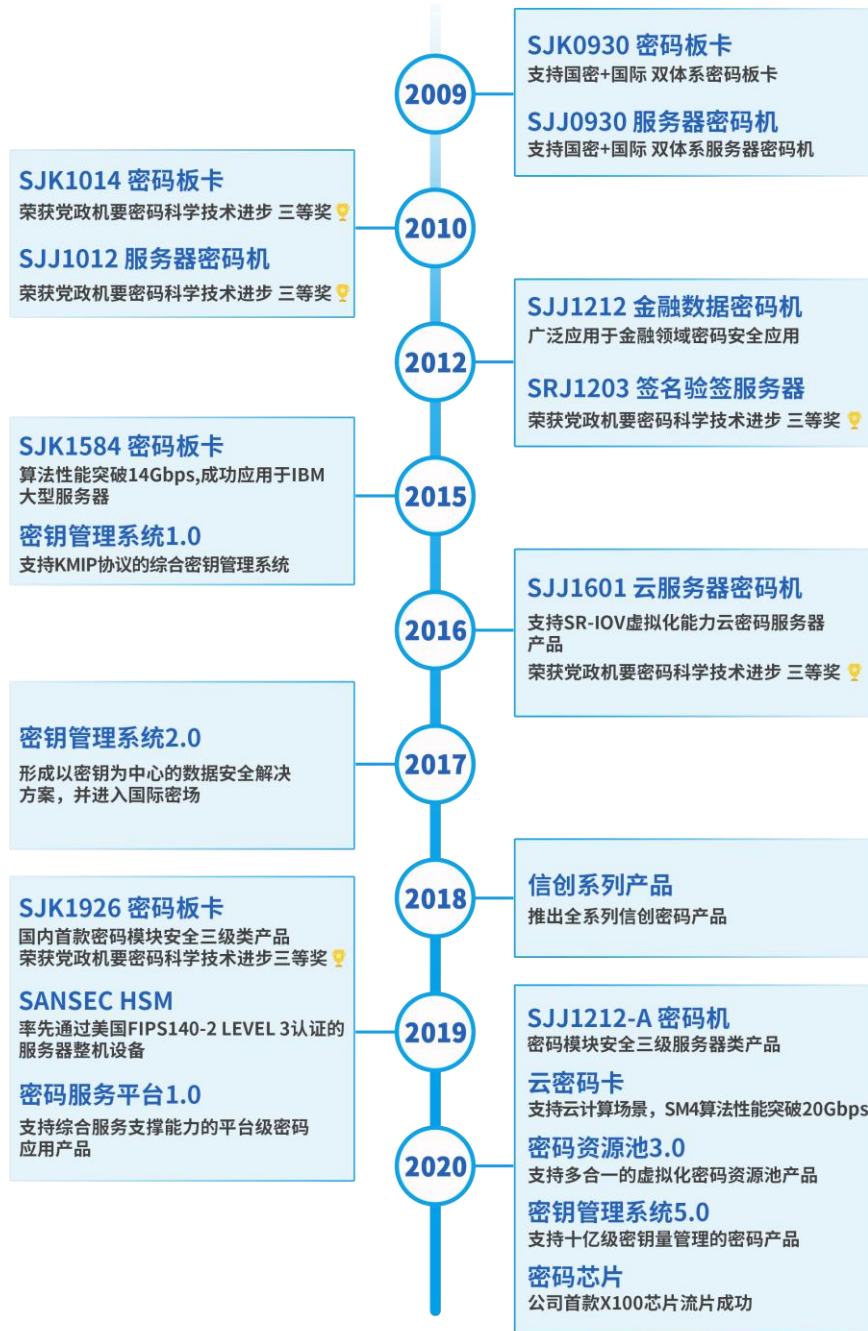 2009
SJK0930 密码板卡
支持国密+国际 双体系密码板卡
SJJ0930 服务器密码机
支持国密+国际 双体系服务器密码机
2010
SJK1014 密码板卡
荣获党政机要密码科学技术进步 三等奖
SJJ1012 服务器密码机
荣获党政机要密码科学技术进步 三等奖
2012
SJJ1212 金融数据密码机
广泛应用于金融领域密码安全应用
SRJ1203 签名验签服务器
荣获党政机要密码科学技术进步 三等奖
2015
SJK1584 密码板卡
算法性能突破14Gbps,成功应用于IBM
大型服务器
密钥管理系统1.0
支持KMIP协议的综合密钥管理系统
2016
SJJ1601 云服务器密码机
支持SR-IOV虚拟化能力云密码服务器
产品
荣获党政机要密码科学技术进步 三等奖
2017
密钥管理系统2.0
形成以密钥为中心的数据安全解决
方案，并进入国际密场
2018
信创系列产品
推出全系列信创密码产品
2019
SJK1926 密码板卡
国内首款密码模块安全三级类产品
荣获党政机要密码科学技术进步三等奖
SANSEC HSM
率先通过美国FIPS140-2 LEVEL 3认证的
服务器整机设备
密码服务平台1.0
支持综合服务支撑能力的平台级密码
应用产品
2020
SJJ1212-A 密码机
密码模块安全三级服务器类产品
云密码卡
支持云计算场景，SM4算法性能突破20Gbps
密码资源池3.0
支持多合一的虚拟化密码资源池产品
密钥管理系统5.0
支持十亿级密钥量管理的密码产品
密码芯片
公司首款X100芯片流片成功